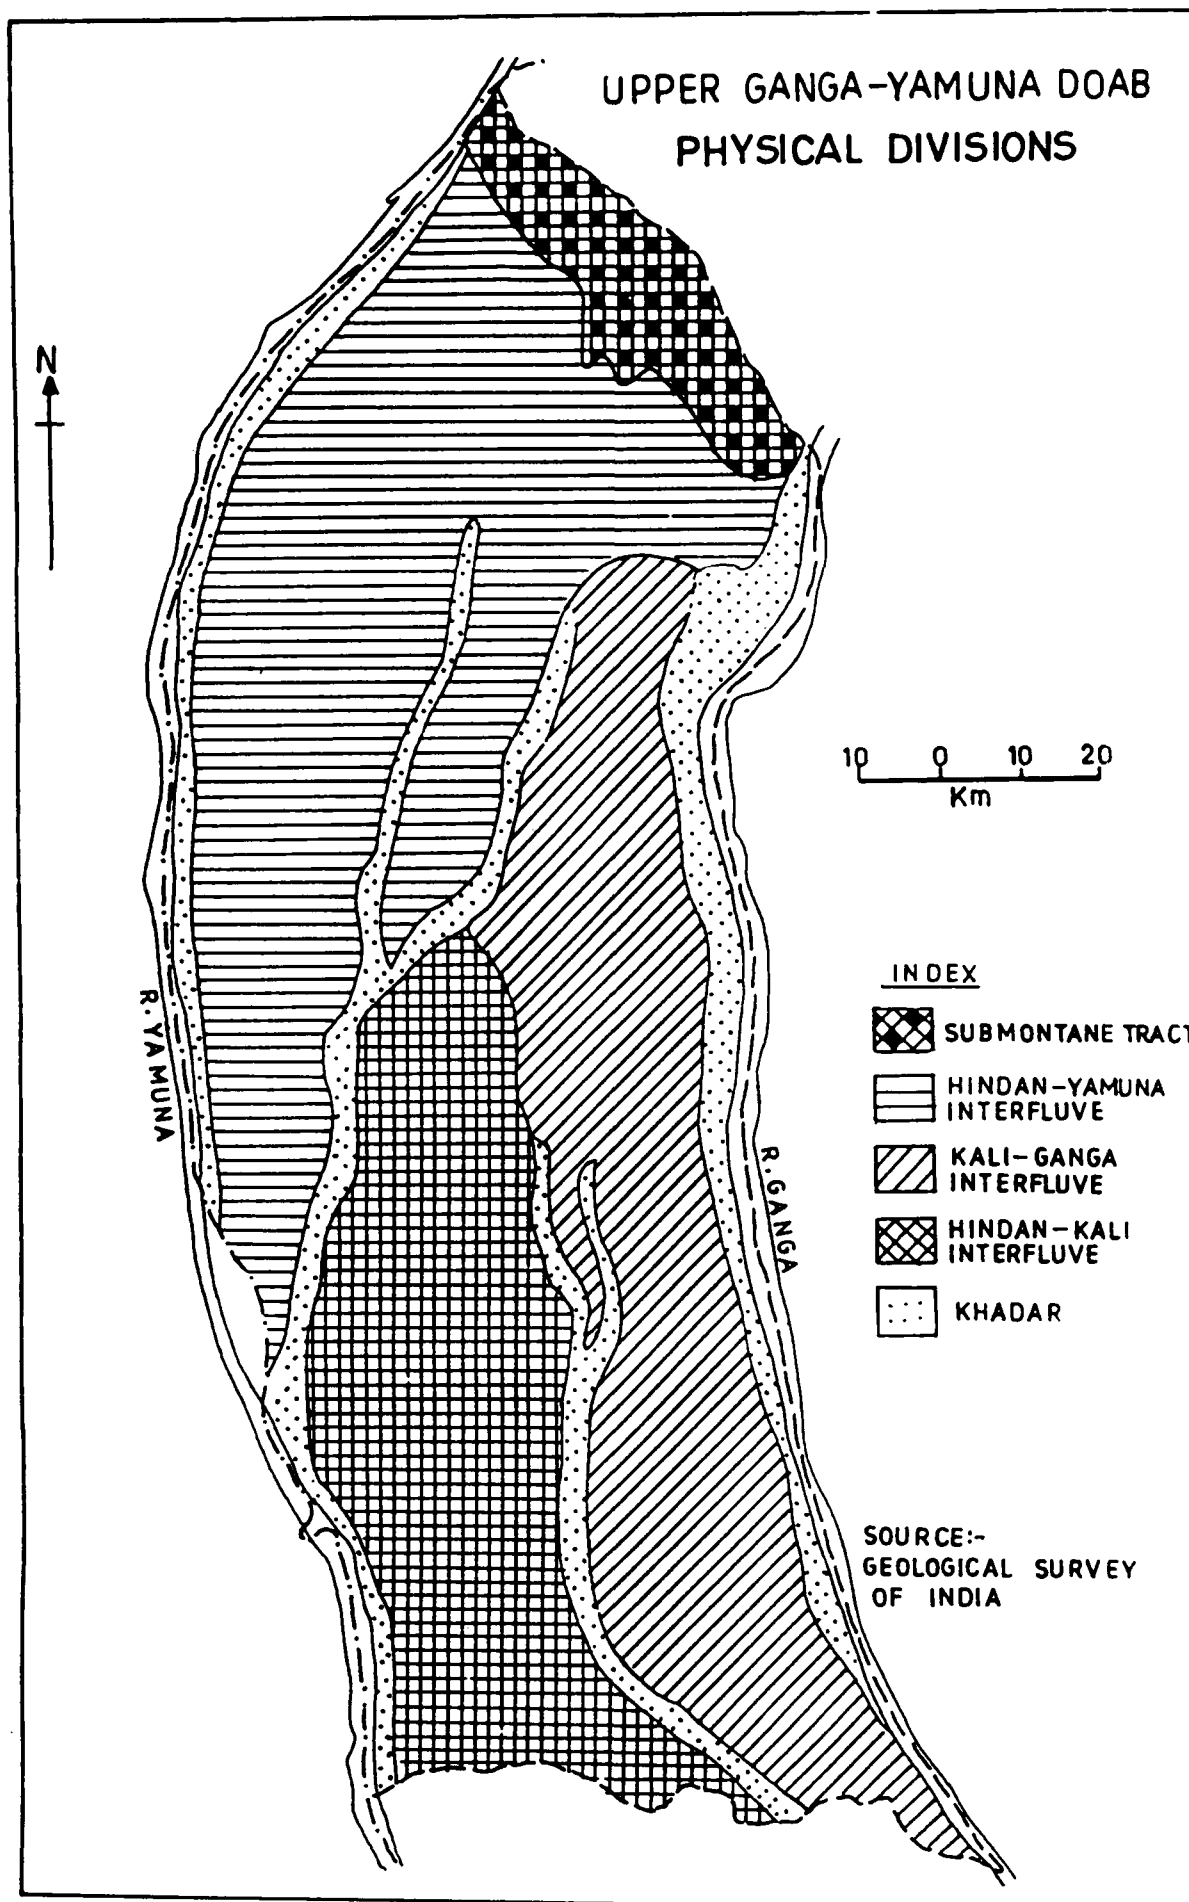 UPPER GANGA-YAMUNA DOAB
PHYSICAL DIVISIONS
N
10 0 10 20
Km
R. YAMUNA
R. GANGA
INDEX
SUBMONTANE TRACT
HINDAN-YAMUNA
INTERFLUVE
KALI-GANGA
INTERFLUVE
HINDAN-KALI
INTERFLUVE
KHADAR
SOURCE:-
GEOLOGICAL SURVEY
OF INDIA